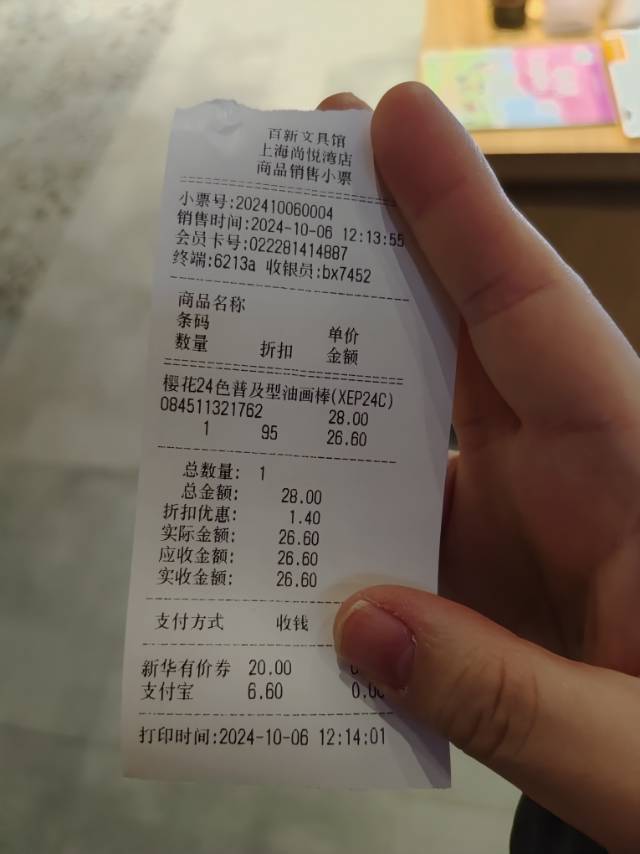 百新文具馆
上海尚悦湾店
商品销售小票
小票号:202410060004
销售时间:2024-10-06 12:13:55
会员卡号:022281414887
终端:6213a 收银员:bx7452
商品名称
条码 单价
数量 折扣 金额
樱花24色普及型油画棒(XEP24C)
084511321762 28.00
1 95 26.60
总数量: 1
总金额: 28.00
折扣优惠: 1.40
实际金额: 26.60
应收金额: 26.60
实收金额: 26.60
支付方式 收钱
新华有价券 20.00
支付宝 6.60
打印时间:2024-10-06 12:14:01